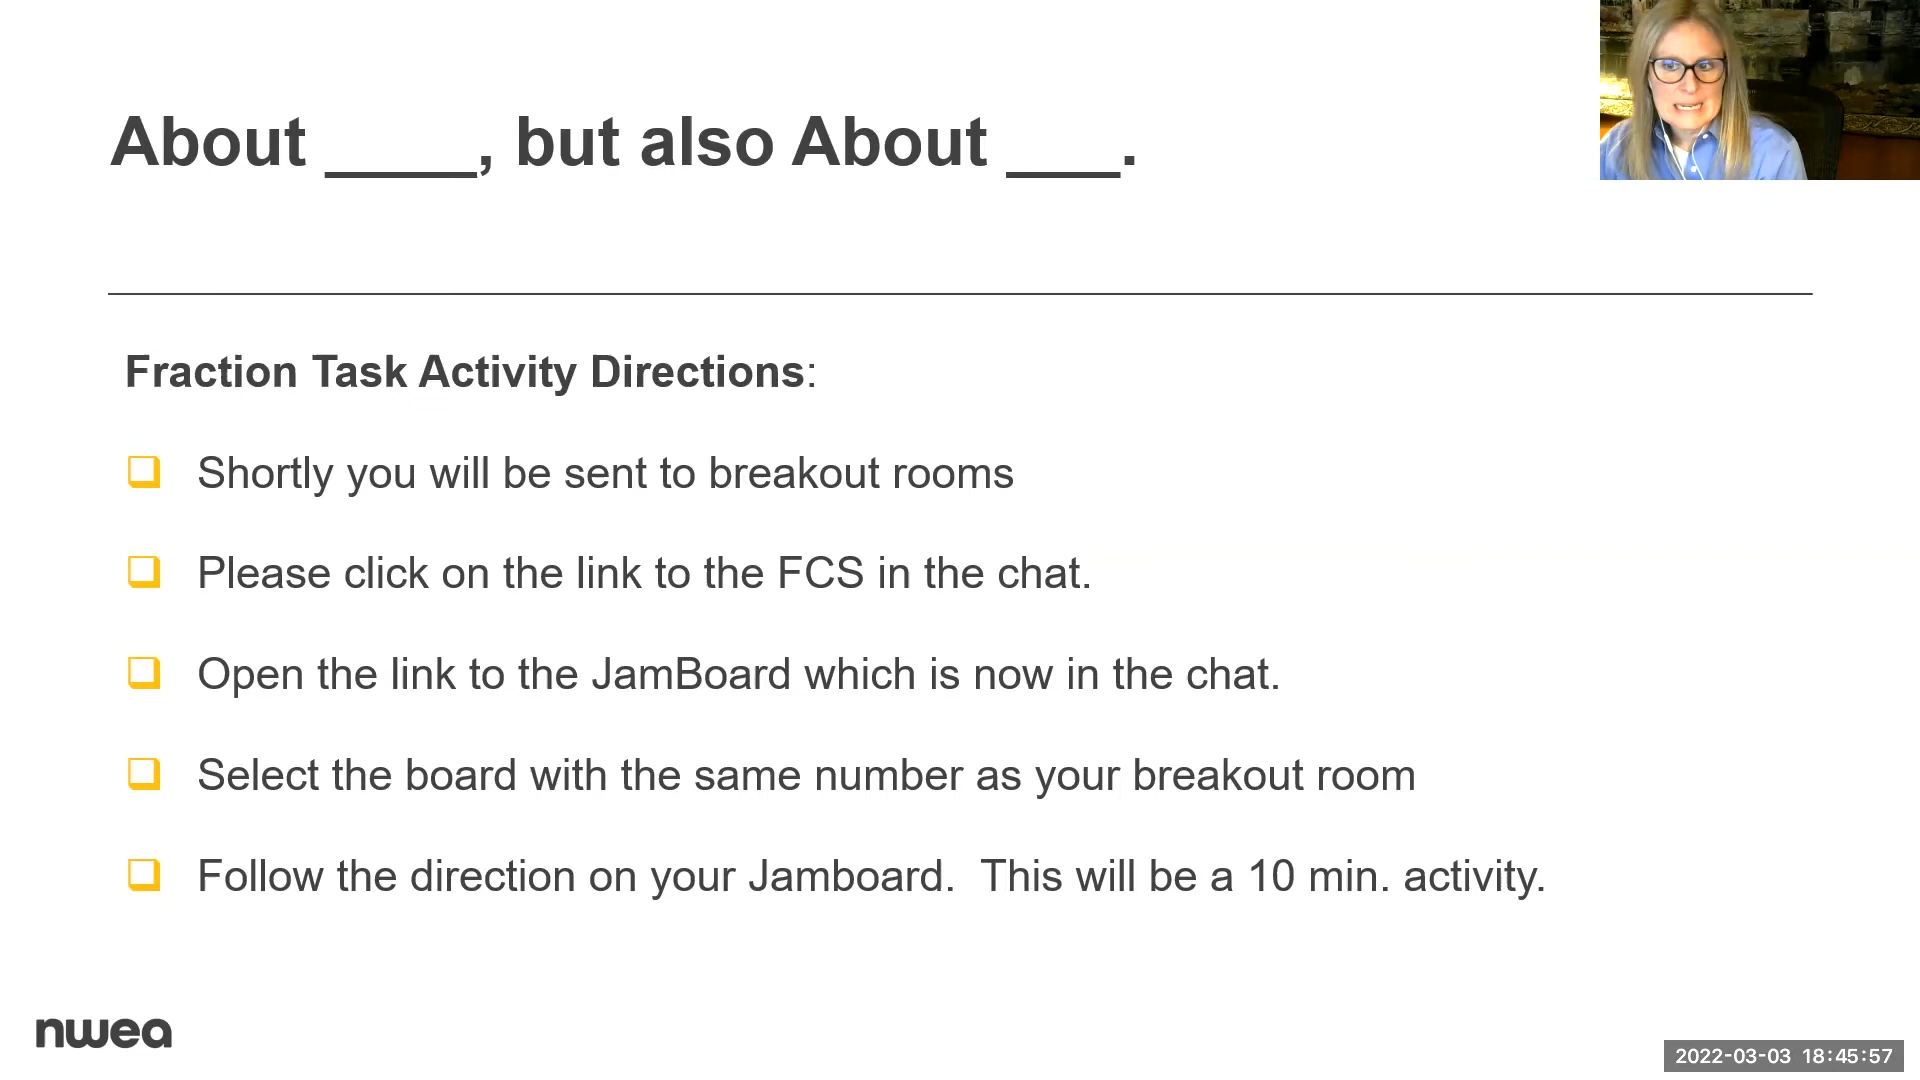 About ____, but also About ___.
Fraction Task Activity Directions:
Shortly you will be sent to breakout rooms
Please click on the link to the FCS in the chat.
Open the link to the JamBoard which is now in the chat.
Select the board with the same number as your breakout room
Follow the direction on your Jamboard.  This will be a 10 min. activity.
nwea
2022-03-03 18:45:57